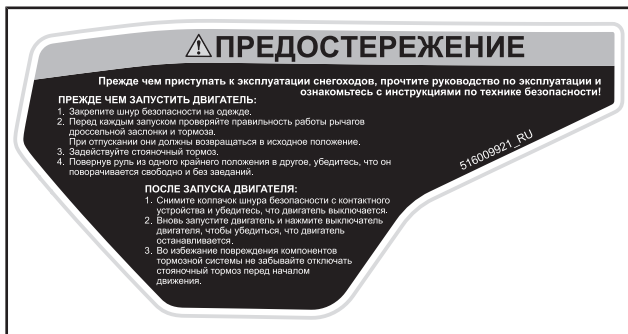 ⚠ПРЕДОСТЕРЕЖЕНИЕ
Прежде чем приступать к эксплуатации снегоходов, прочтите руководство по эксплуатации и
ознакомьтесь с инструкциями по технике безопасности!
ПРЕЖДЕ ЧЕМ ЗАПУСТИТЬ ДВИГАТЕЛЬ:
1. Закрепите шнур безопасности на одежде.
2. Перед каждым запуском проверяйте правильность работы рычагов
дроссельной заслонки и тормоза.
При отпускании они должны возвращаться в исходное положение.
3. Задействуйте стояночный тормоз.
4. Повернув руль из одного крайнего положения в другое, убедитесь, что он
поворачивается свободно и без заеданий.
516009921_RU
ПОСЛЕ ЗАПУСКА ДВИГАТЕЛЯ:
1. Снимите колпачок шнура безопасности с контактного
устройства и убедитесь, что двигатель выключается.
2. Вновь запустите двигатель и нажмите выключатель
двигателя, чтобы убедиться, что двигатель
останавливается.
3. Во избежание повреждения компонентов
тормозной системы не забывайте отключать
стояночный тормоз перед началом
движения.